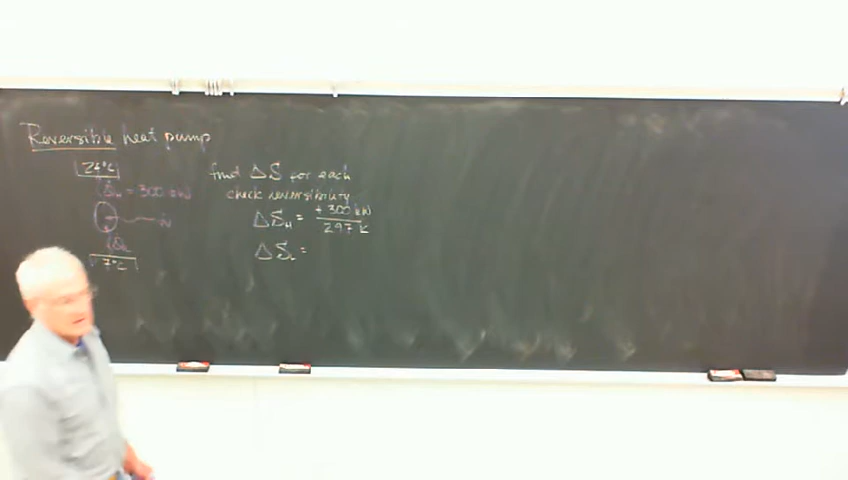 Reversible heat pump
24°C
find ΔS for each
check reversibility
Q̇H = 300 kW
ΔSH = + 300 kW / 297 K
Ẇ
Q̇L
ΔSL =
7°C